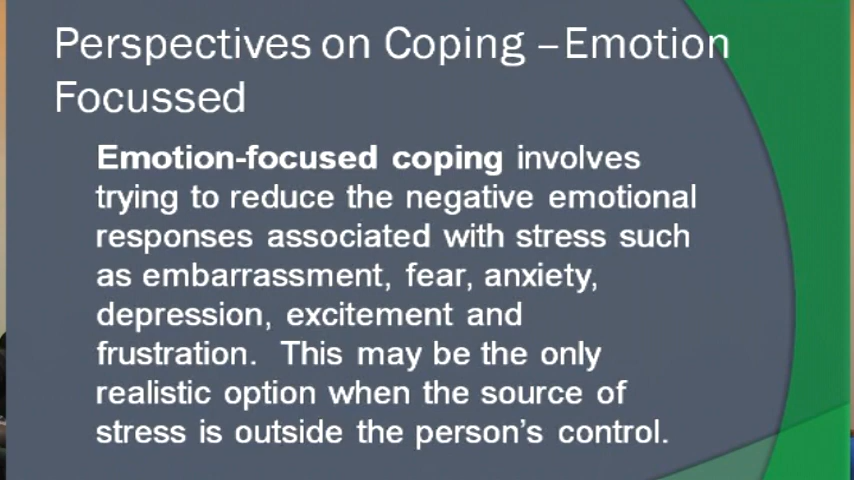 Perspectives on Coping – Emotion
Focussed
Emotion-focused coping involves
trying to reduce the negative emotional
responses associated with stress such
as embarrassment, fear, anxiety,
depression, excitement and
frustration. This may be the only
realistic option when the source of
stress is outside the person’s control.